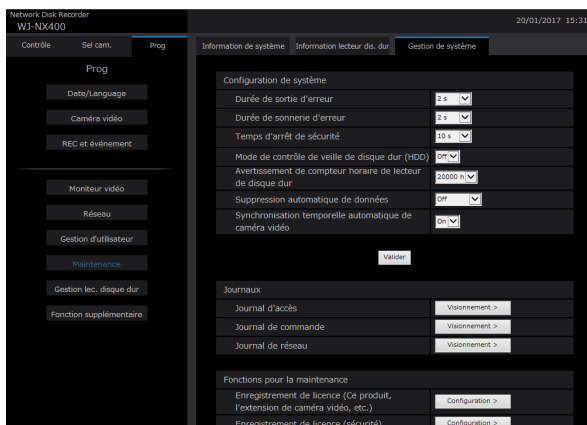 Network Disk Recorder
WJ-NX400
20/01/2017 15:31
Contrôle
Sel cam.
Prog
Information de système
Information lecteur dis. dur
Gestion de système
Prog
Date/Language
Caméra vidéo
REC et événement
Moniteur vidéo
Réseau
Gestion d'utilisateur
Maintenance
Gestion lec. disque dur
Fonction supplémentaire
Configuration de système
Durée de sortie d'erreur
2 s
Durée de sonnerie d'erreur
2 s
Temps d'arrêt de sécurité
10 s
Mode de contrôle de veille de disque dur (HDD)
Off
Avertissement de compteur horaire de lecteur
de disque dur
20000 h
Suppression automatique de données
Off
Synchronisation temporelle automatique de
caméra vidéo
On
Valider
Journaux
Journal d'accès
Visionnement >
Journal de commande
Visionnement >
Journal de réseau
Visionnement >
Fonctions pour la maintenance
Enregistrement de licence (Ce produit,
l'extension de caméra vidéo, etc.)
Configuration >
Enregistrement de licence (sécurité)
Configuration >